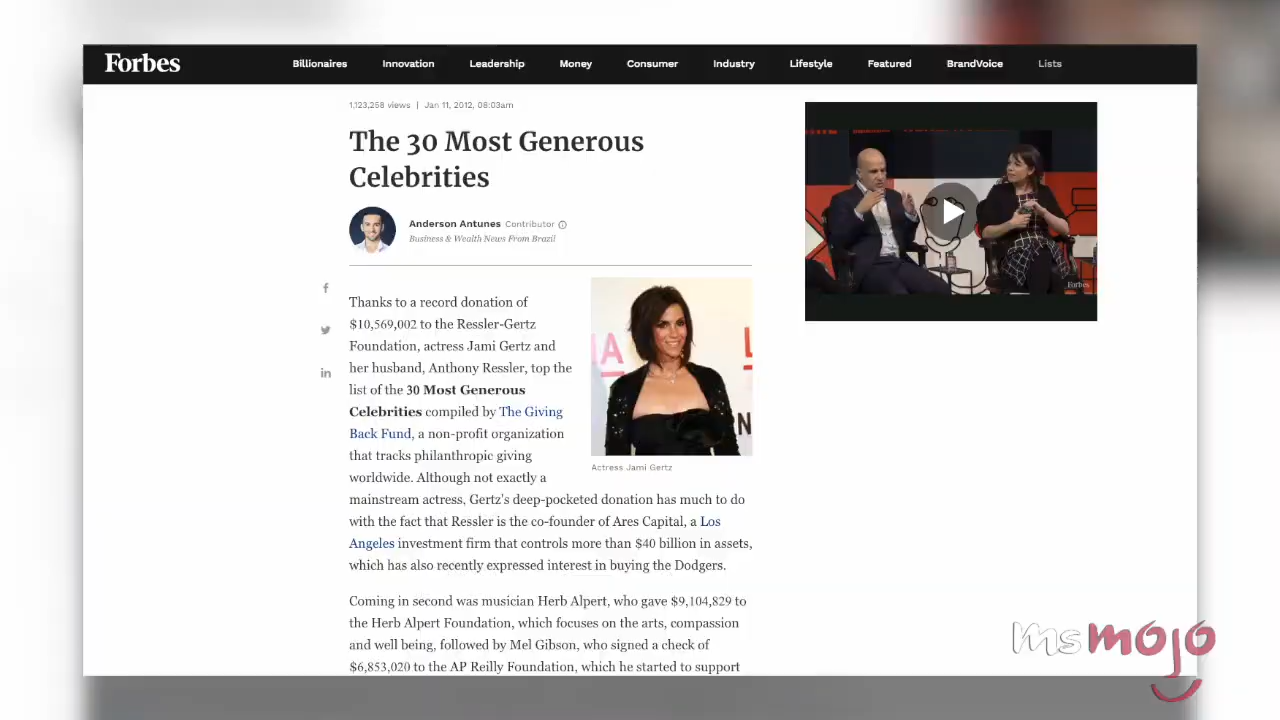 Forbes
Billionaires Innovation Leadership Money Consumer Industry Lifestyle Featured BrandVoice Lists
1,123,258 views | Jan 11, 2012, 08:03am
The 30 Most Generous
Celebrities
Anderson Antunes Contributor
Business & Wealth News From Brazil
Thanks to a record donation of
$10,569,002 to the Ressler-Gertz
Foundation, actress Jami Gertz and
her husband, Anthony Ressler, top the
list of the 30 Most Generous
Celebrities compiled by The Giving
Back Fund, a non-profit organization
that tracks philanthropic giving
worldwide. Although not exactly a
mainstream actress, Gertz's deep-pocketed donation has much to do
with the fact that Ressler is the co-founder of Ares Capital, a Los
Angeles investment firm that controls more than $40 billion in assets,
which has also recently expressed interest in buying the Dodgers.
Coming in second was musician Herb Alpert, who gave $9,104,829 to
the Herb Alpert Foundation, which focuses on the arts, compassion
and well being, followed by Mel Gibson, who signed a check of
$6,853,020 to the AP Reilly Foundation, which he started to support
Actress Jami Gertz
Forbes
msmojo